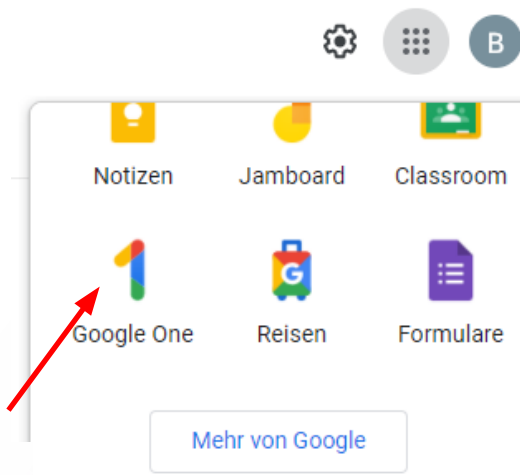 B
Notizen Jamboard Classroom
G
Google One Reisen Formulare
Mehr von Google